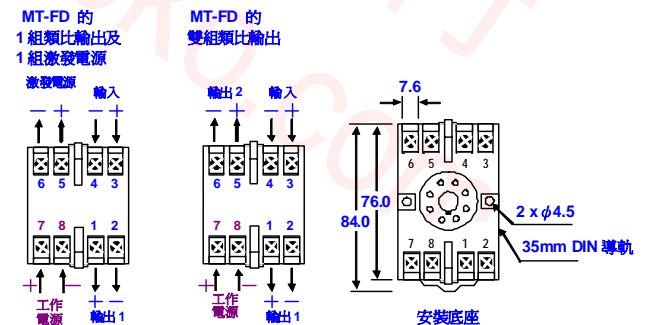 MT-FD 的
1 組類比輸出及
1 組激發電源
激發電源
輸入
— + — +
6 5 4 3
7 8 1 2
+ —
工作
電源
+ —
輸出 1
MT-FD 的
雙組類比輸出
輸出 2
輸入
— + — +
6 5 4 3
7 8 1 2
+ —
工作
電源
+ —
輸出 1
7.6
6 5 4 3
76.0
84.0
2 x ϕ4.5
7 8 1 2
35mm DIN 導軌
安裝底座